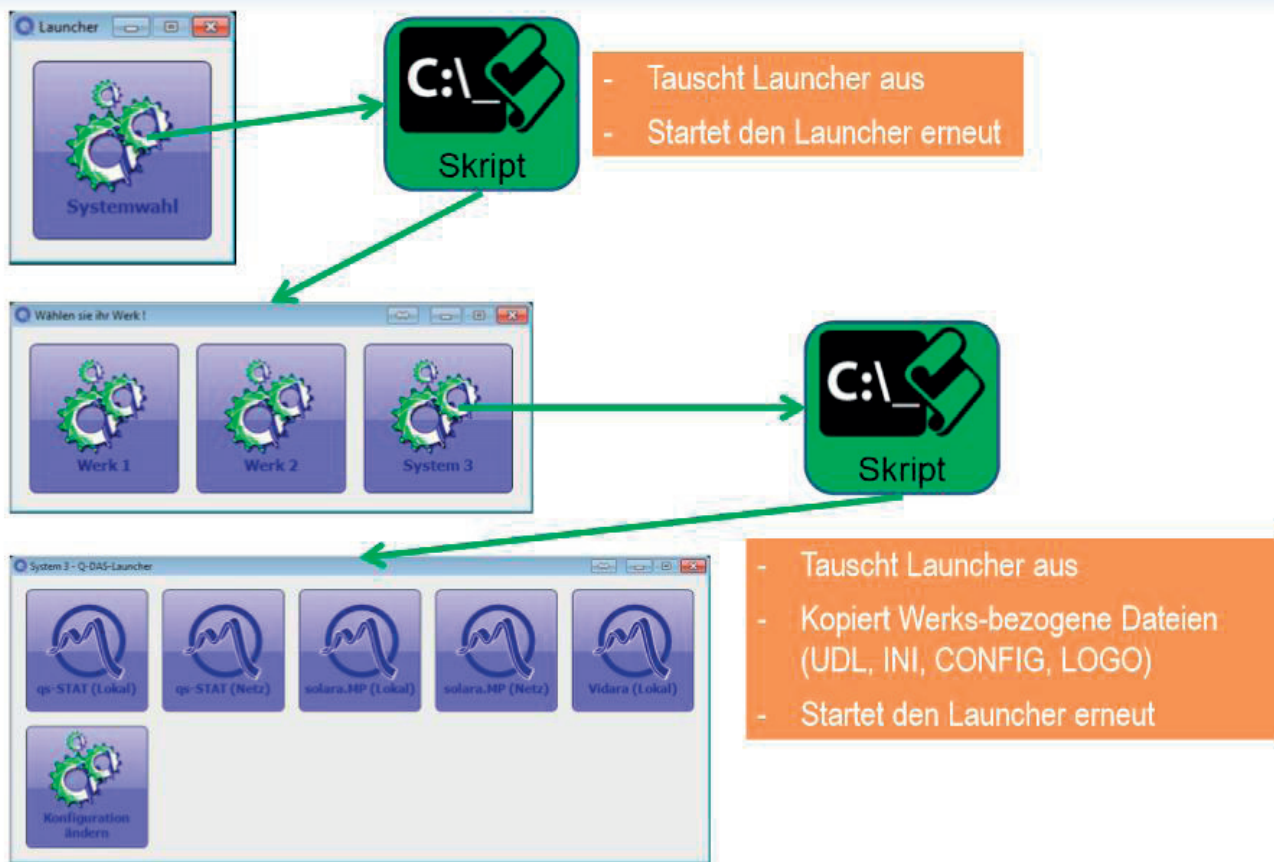 Launcher
Systemwahl
C:\_
Skript
- Tauscht Launcher aus
- Startet den Launcher erneut
Wählen sie ihr Werk !
Werk 1
Werk 2
System 3
C:\_
Skript
System 3 - Q-DAS-Launcher
qs-STAT (Lokal)
qs-STAT (Netz)
solara.MP (Lokal)
solara.MP (Netz)
Vidara (Lokal)
Konfiguration
ändern
- Tauscht Launcher aus
- Kopiert Werks-bezogene Dateien
(UDL, INI, CONFIG, LOGO)
- Startet den Launcher erneut